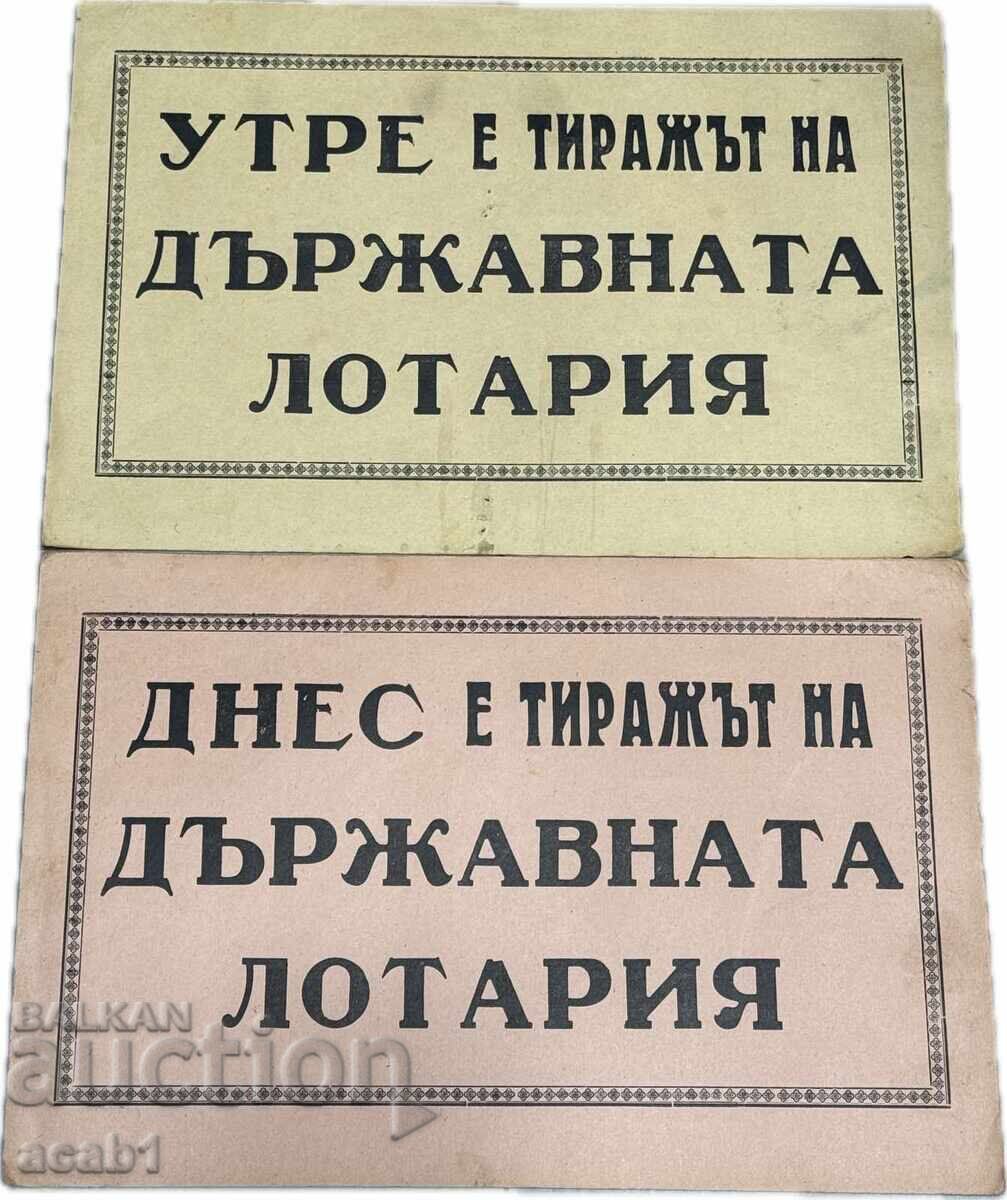 УТРЕ Е ТИРАЖЪТ НА
ДЪРЖАВНАТА
ЛОТАРИЯ
ДНЕС Е ТИРАЖЪТ НА
ДЪРЖАВНАТА
ЛОТАРИЯ
BALKAN
auction
acab1